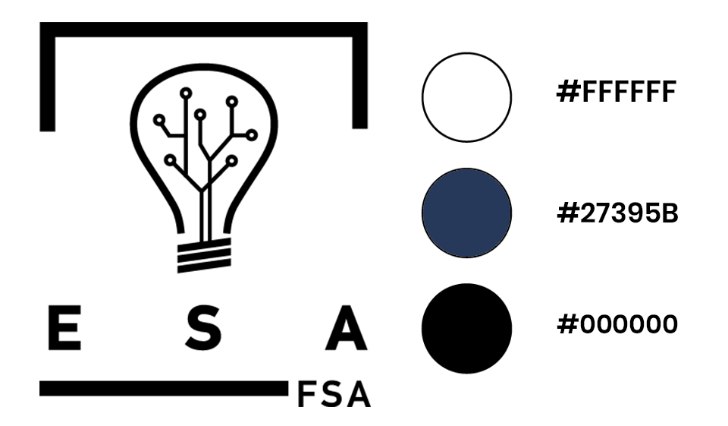 E S A
FSA
#FFFFFF
#27395B
#000000